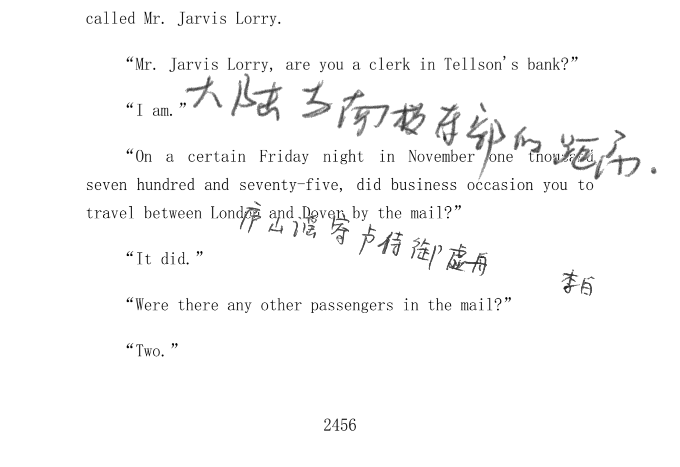 called Mr. Jarvis Lorry.
“Mr. Jarvis Lorry, are you a clerk in Tellson's bank?”
“I am.”
大陆与南极东部的距离.
“On a certain Friday night in November one thousand
seven hundred and seventy-five, did business occasion you to
travel between London and Dover by the mail?”
庐山谣寄卢侍御虚舟
“It did.”
李白
“Were there any other passengers in the mail?”
“Two.”
2456